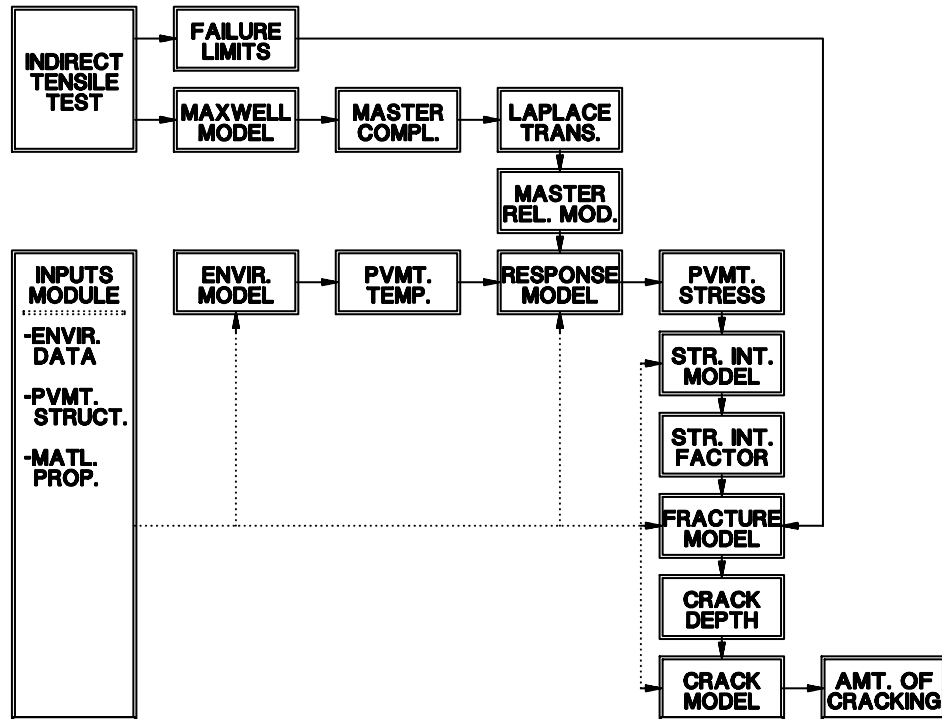 INDIRECT
TENSILE
TEST
FAILURE
LIMITS
MAXWELL
MODEL
MASTER
COMPL.
LAPLACE
TRANS.
MASTER
REL. MOD.
INPUTS
MODULE
-ENVIR.
DATA
-PVMT.
STRUCT.
-MATL.
PROP.
ENVIR.
MODEL
PVMT.
TEMP.
RESPONSE
MODEL
PVMT.
STRESS
STR. INT.
MODEL
STR. INT.
FACTOR
FRACTURE
MODEL
CRACK
DEPTH
CRACK
MODEL
AMT. OF
CRACKING